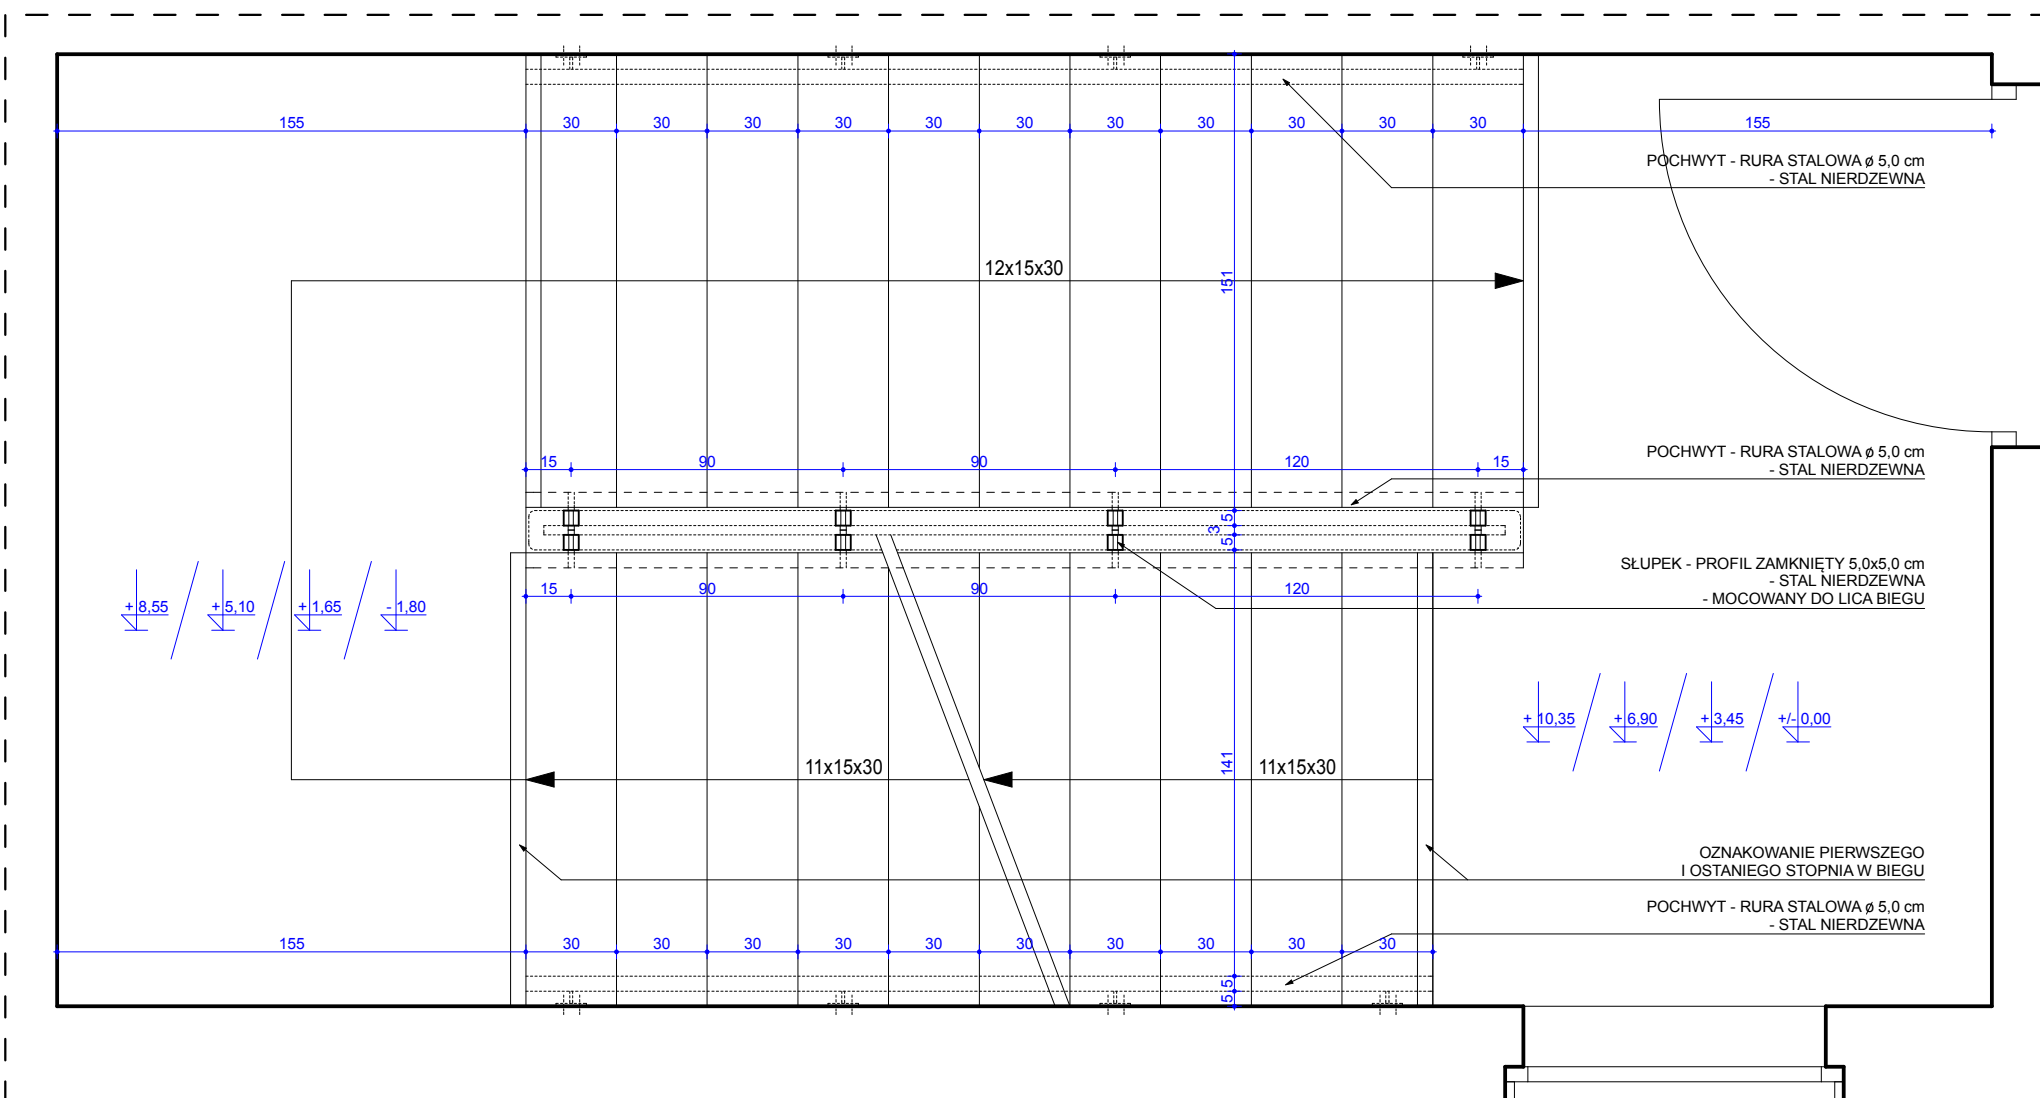 155 30 30 30 30 30 30 30 30 30 30 30 155
POCHWYT - RURA STALOWA ø 5,0 cm
- STAL NIERDZEWNA
12x15x30
151
15 90 90 120 15
POCHWYT - RURA STALOWA ø 5,0 cm
- STAL NIERDZEWNA
5
3
5
SŁUPEK - PROFIL ZAMKNIĘTY 5,0x5,0 cm
- STAL NIERDZEWNA
- MOCOWANY DO LICA BIEGU
15 90 90 120
+ 8,55 + 5,10 + 1,65 - 1,80
+ 10,35 + 6,90 + 3,45 +/- 0,00
141
11x15x30 11x15x30
OZNAKOWANIE PIERWSZEGO
I OSTANIEGO STOPNIA W BIEGU
POCHWYT - RURA STALOWA ø 5,0 cm
- STAL NIERDZEWNA
155 30 30 30 30 30 30 30 30 30 30
5
5